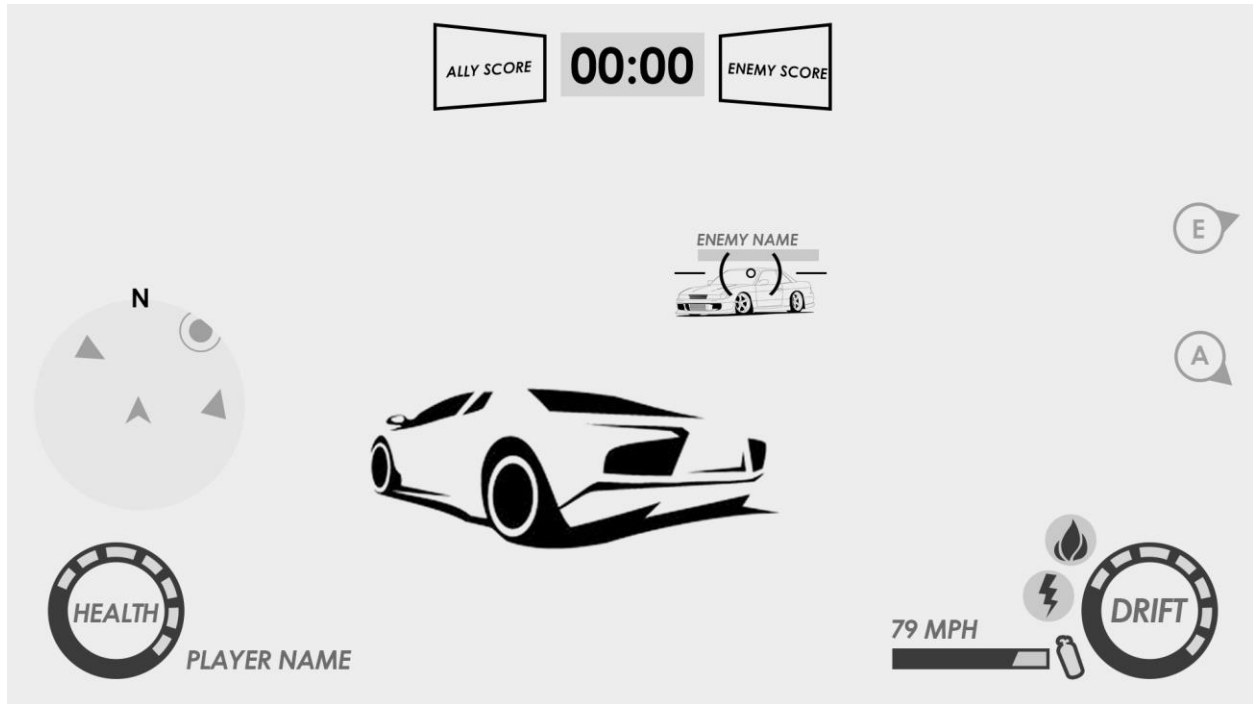 ALLY SCORE
00:00
ENEMY SCORE
ENEMY NAME
E
N
A
HEALTH
PLAYER NAME
79 MPH
DRIFT